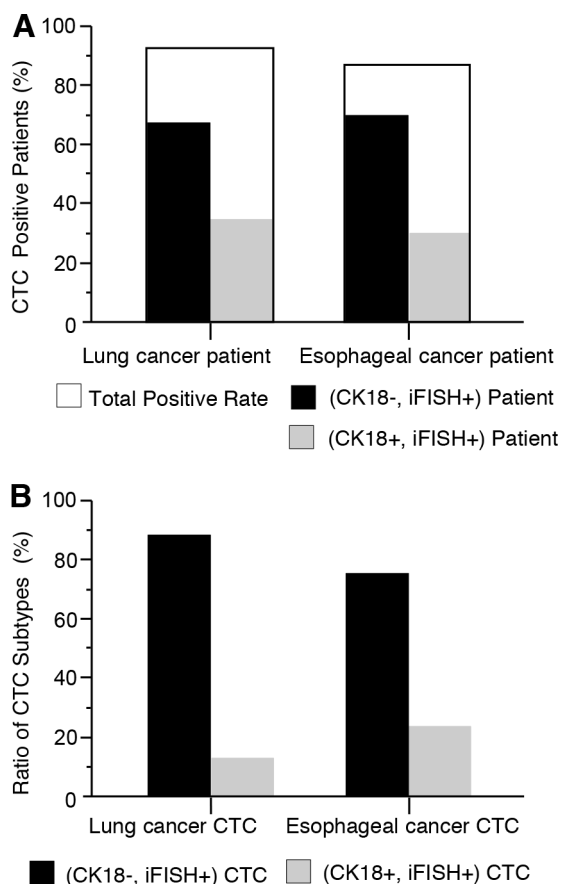 A
100
80
60
40
20
0
CTC Positive Patients (%)
Lung cancer patient
Esophageal cancer patient
Total Positive Rate
(CK18-, iFISH+) Patient
(CK18+, iFISH+) Patient
B
100
80
60
40
20
0
Ratio of CTC Subtypes (%)
Lung cancer CTC
Esophageal cancer CTC
(CK18-, iFISH+) CTC
(CK18+, iFISH+) CTC